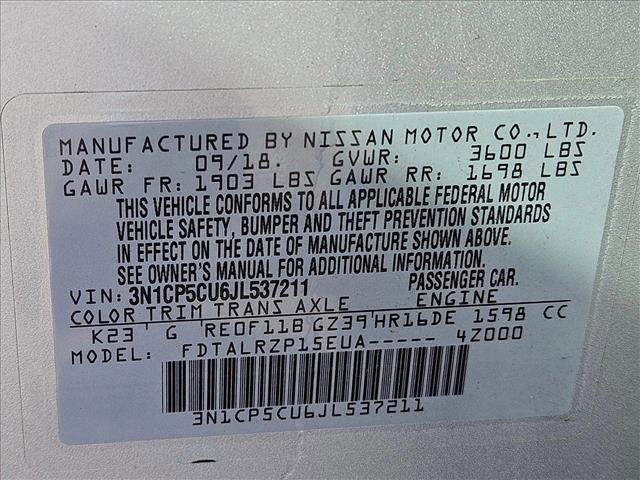 MANUFACTURED BY NISSAN MOTOR CO.,LTD.
DATE: 09/18. GVWR: 3600 LBS
GAWR FR: 1903 LBS GAWR RR: 1698 LBS
THIS VEHICLE CONFORMS TO ALL APPLICABLE FEDERAL MOTOR
VEHICLE SAFETY, BUMPER AND THEFT PREVENTION STANDARDS
IN EFFECT ON THE DATE OF MANUFACTURE SHOWN ABOVE.
SEE OWNER'S MANUAL FOR ADDITIONAL INFORMATION.
VIN: 3N1CP5CU6JL537211 PASSENGER CAR.
COLOR TRIM TRANS AXLE ENGINE
K23 G RE0F11B GZ39 HR16DE 1598 CC
MODEL: FDTALRZP15EUA----- 4Z000
3N1CP5CU6JL537211